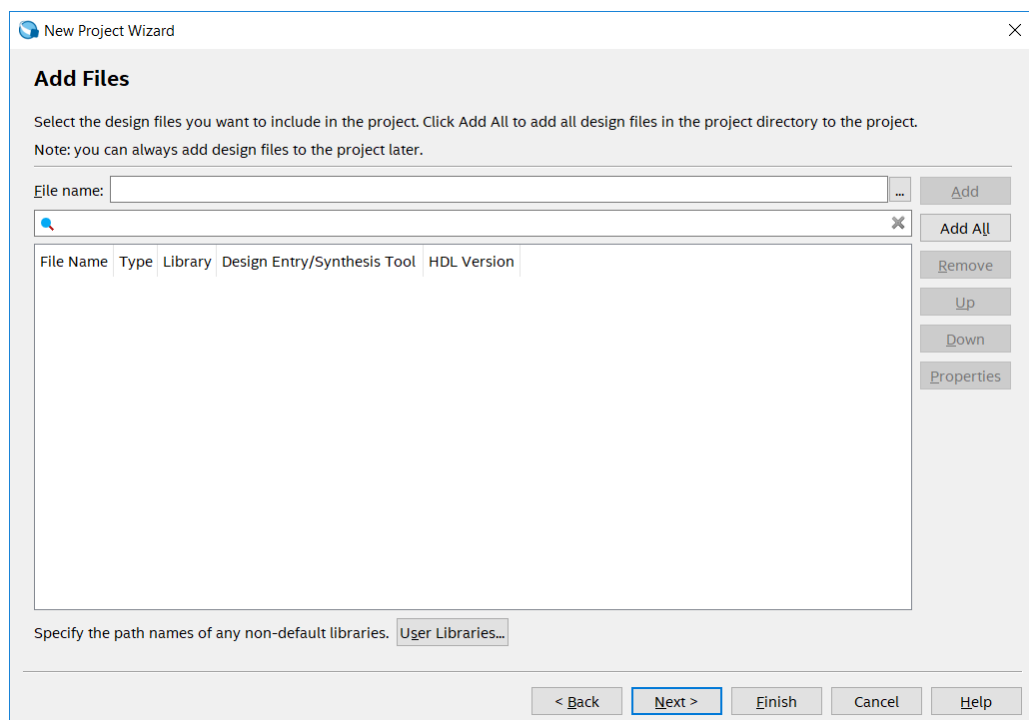 New Project Wizard
Add Files
Select the design files you want to include in the project. Click Add All to add all design files in the project directory to the project.
Note: you can always add design files to the project later.
File name: ... Add
Add All
File Name Type Library Design Entry/Synthesis Tool HDL Version
Remove
Up
Down
Properties
Specify the path names of any non-default libraries. User Libraries...
< Back Next > Finish Cancel Help